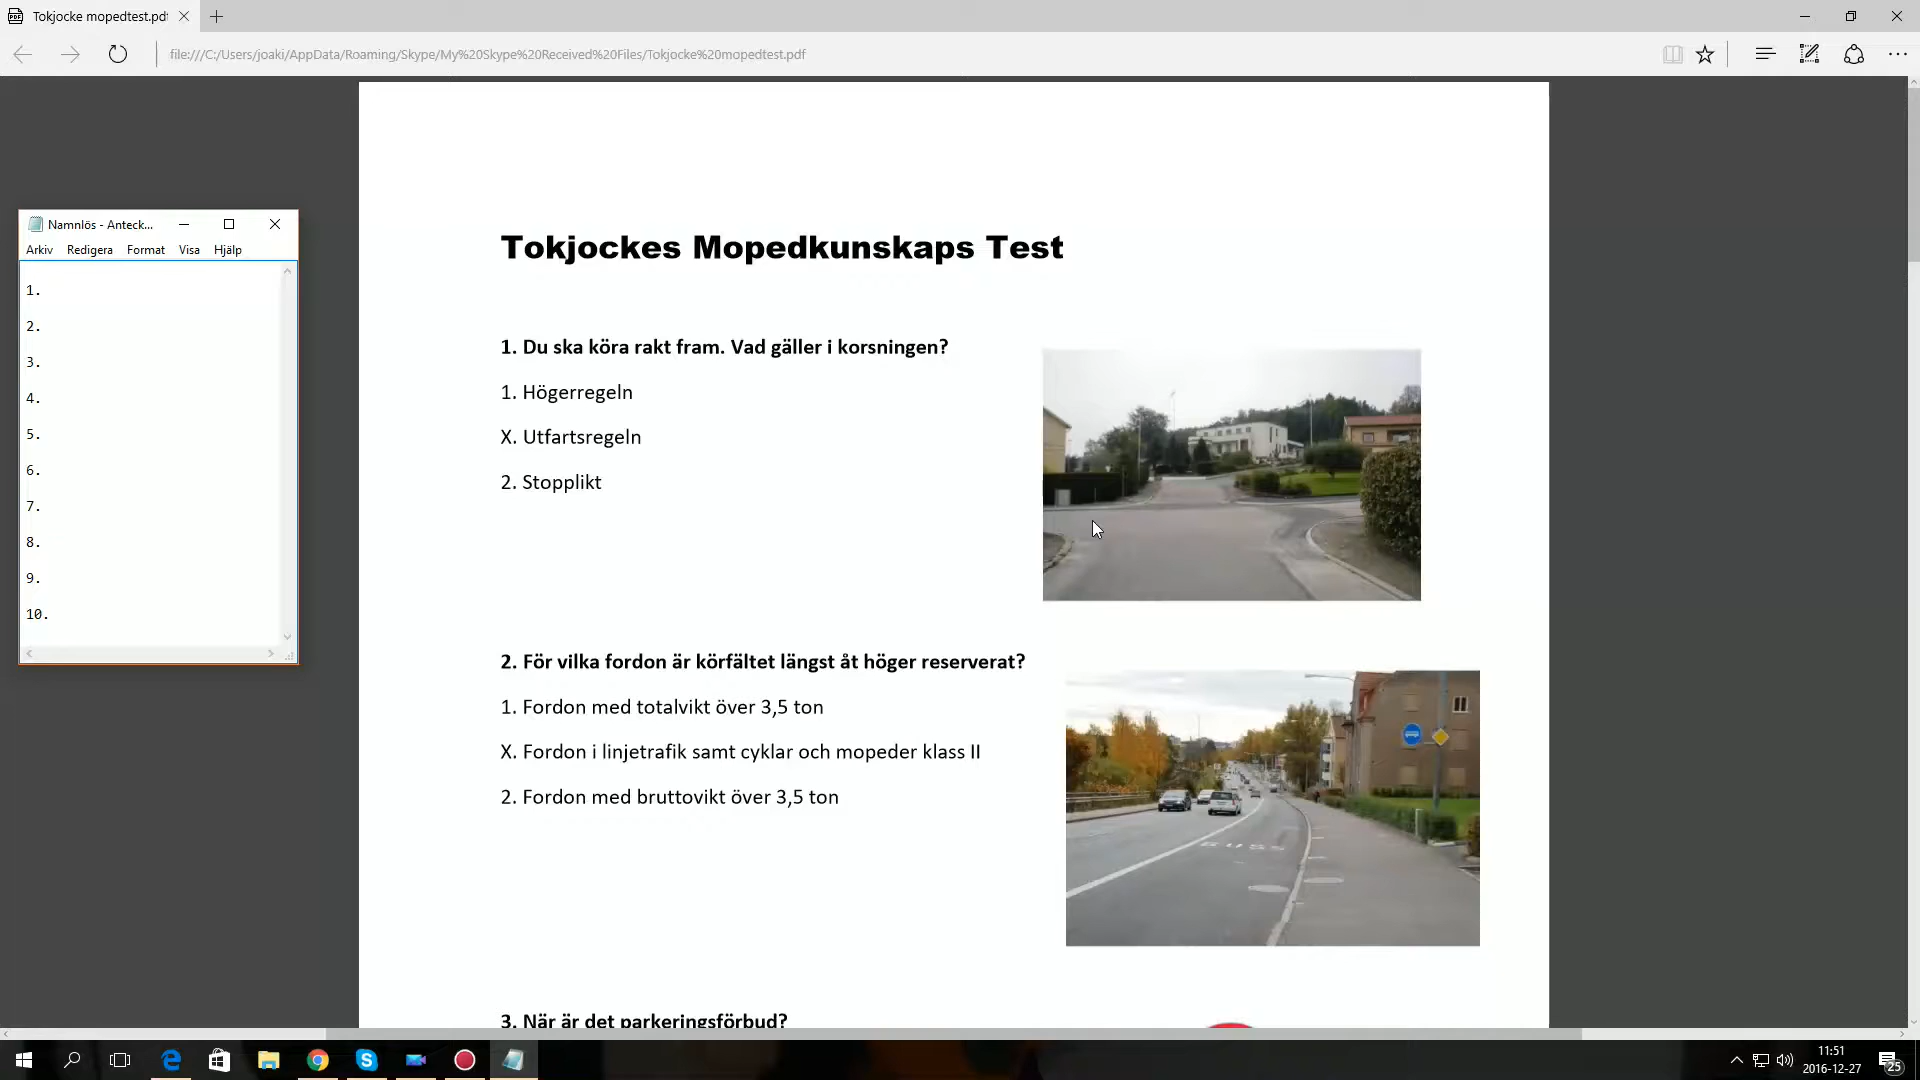 Tokjocke mopedtest.pdf
file:///C:/Users/joaki/AppData/Roaming/Skype/My%20Skype%20Received%20Files/Tokjocke%20mopedtest.pdf
Namnlös - Anteck...
Arkiv Redigera Format Visa Hjälp
1.
2.
3.
4.
5.
6.
7.
8.
9.
10.
Tokjockes Mopedkunskaps Test
1. Du ska köra rakt fram. Vad gäller i korsningen?
1. Högerregeln
X. Utfartsregeln
2. Stopplikt
2. För vilka fordon är körfältet längst åt höger reserverat?
1. Fordon med totalvikt över 3,5 ton
X. Fordon i linjetrafik samt cyklar och mopeder klass II
2. Fordon med bruttovikt över 3,5 ton
BUSS
3. När är det parkeringsförbud?
11:51
2016-12-27
25